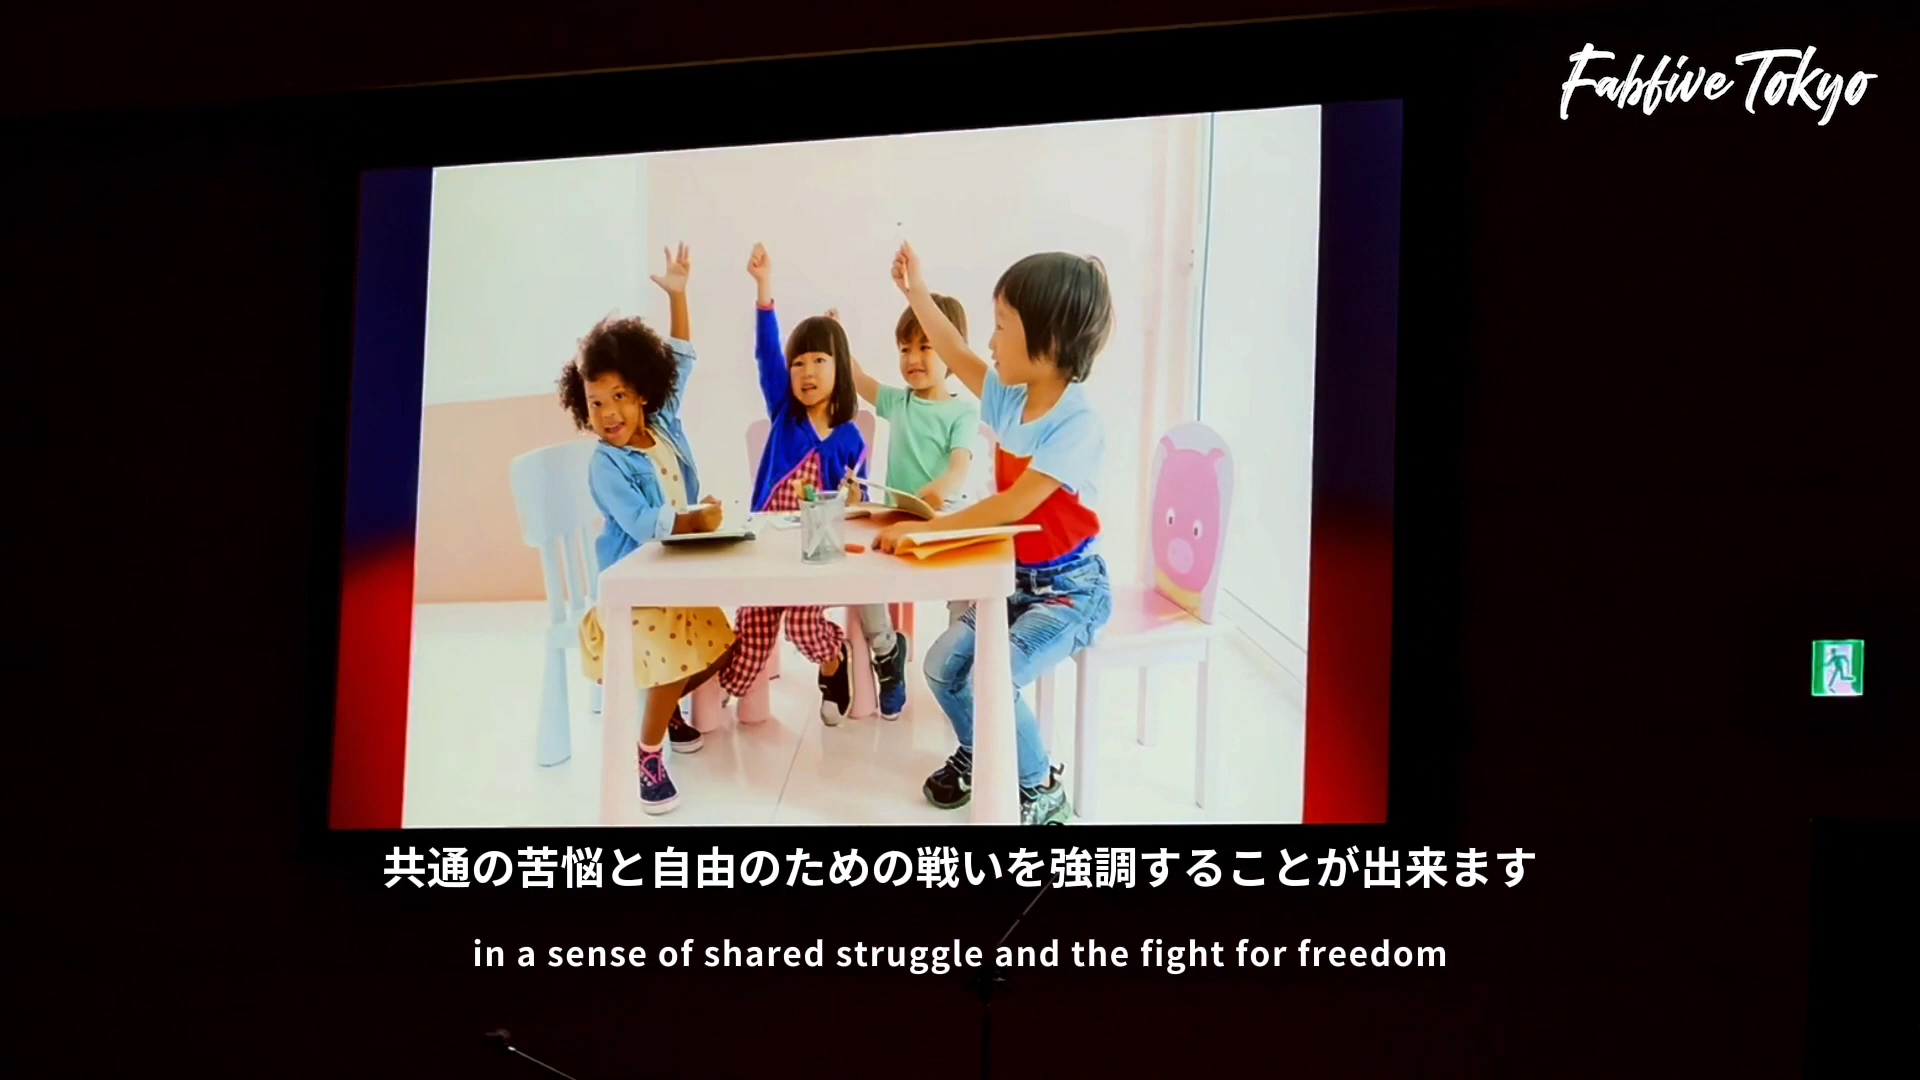 Fabfive Tokyo
共通の苦悩と自由のための戦いを強調することが出来ます
in a sense of shared struggle and the fight for freedom